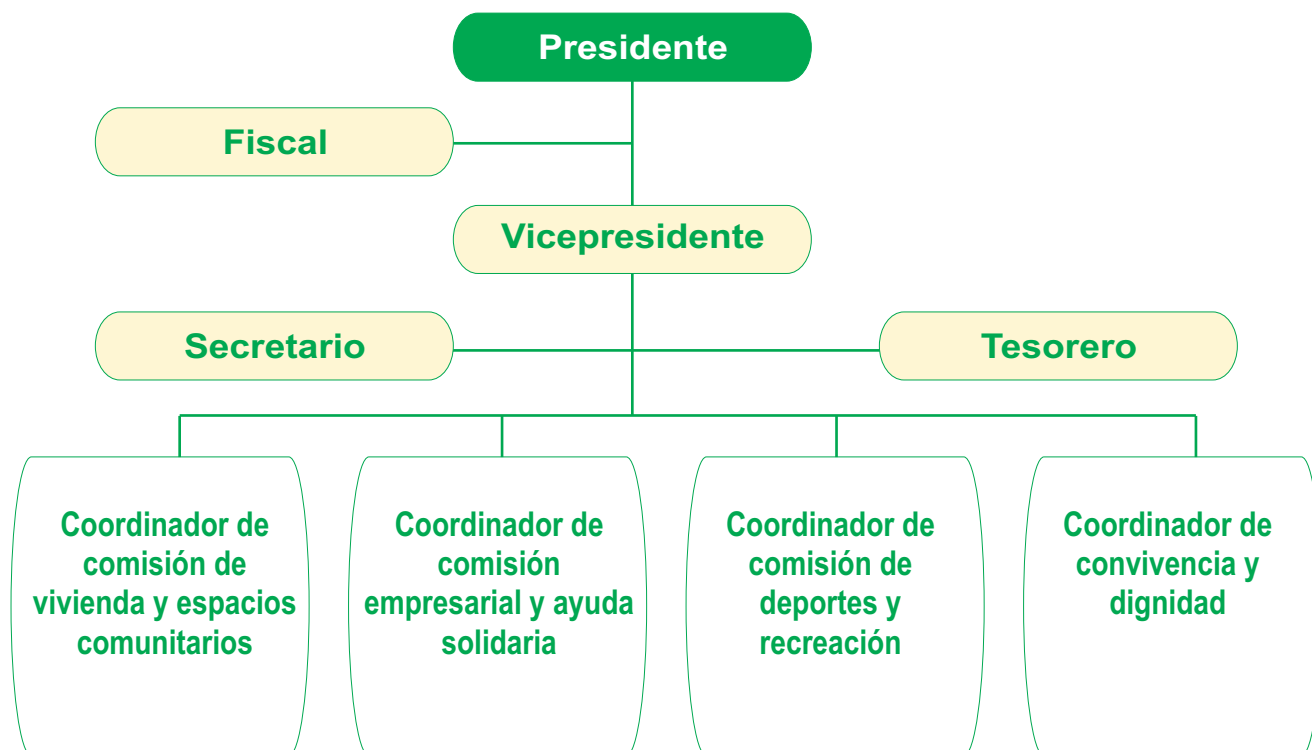 Presidente
Fiscal
Vicepresidente
Secretario
Tesorero
Coordinador de
comisión de
vivienda y espacios
comunitarios
Coordinador de
comisión
empresarial y ayuda
solidaria
Coordinador de
comisión de
deportes y
recreación
Coordinador de
convivencia y
dignidad